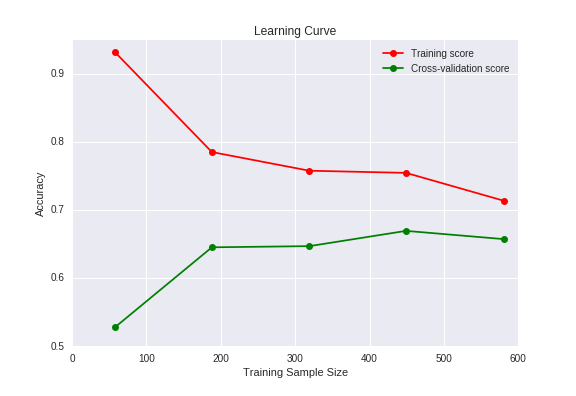 Learning Curve
Training score
Cross-validation score
0.9
0.8
0.7
0.6
0.5
Accuracy
0 100 200 300 400 500 600
Training Sample Size